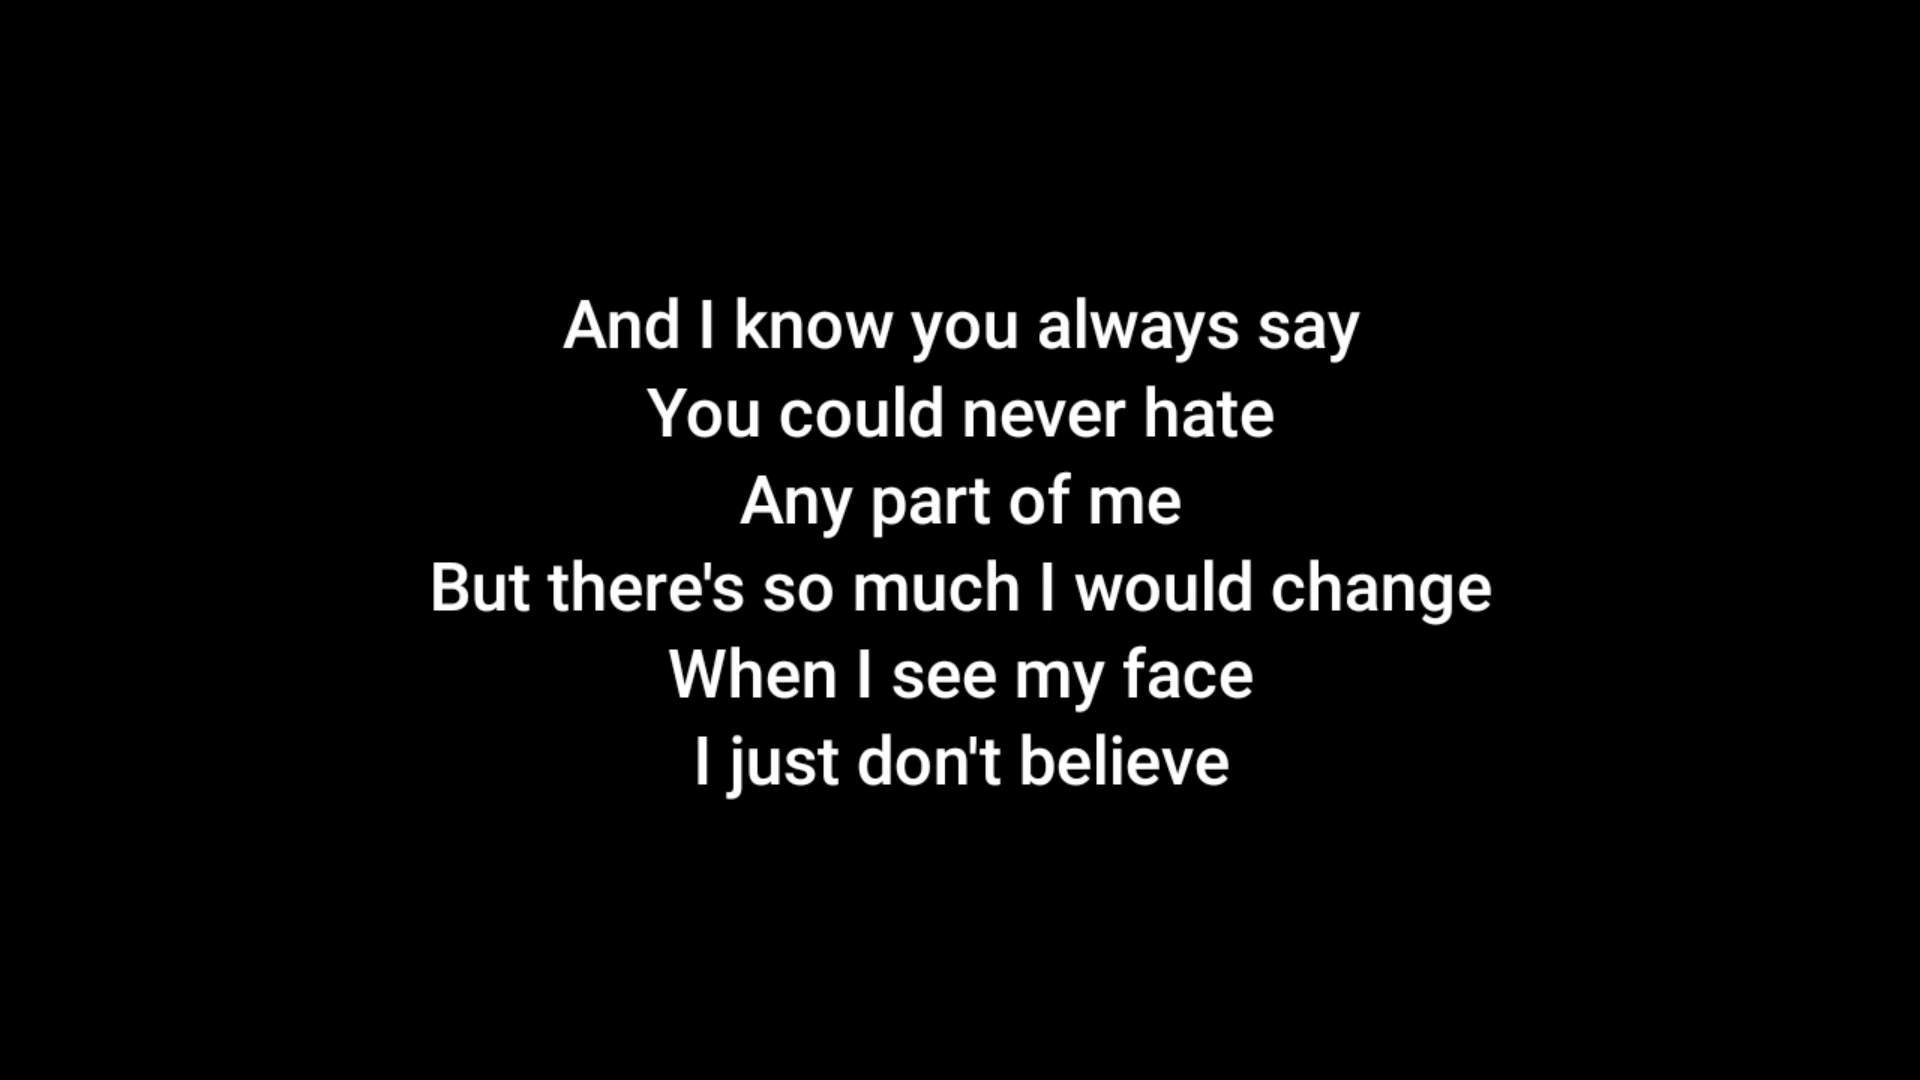 And I know you always say
You could never hate
Any part of me
But there's so much I would change
When I see my face
I just don't believe